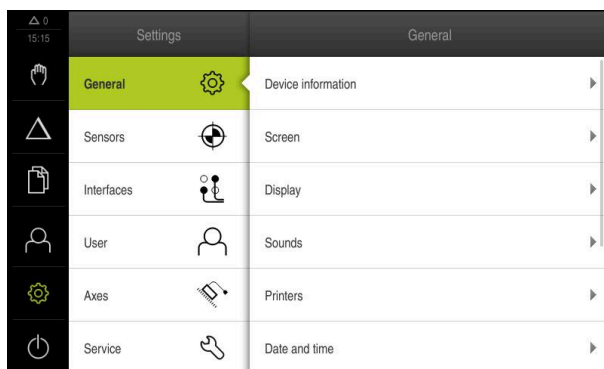 0
15:15
Settings
General
General
Device information
Sensors
Screen
Interfaces
Display
User
Sounds
Axes
Printers
Service
Date and time